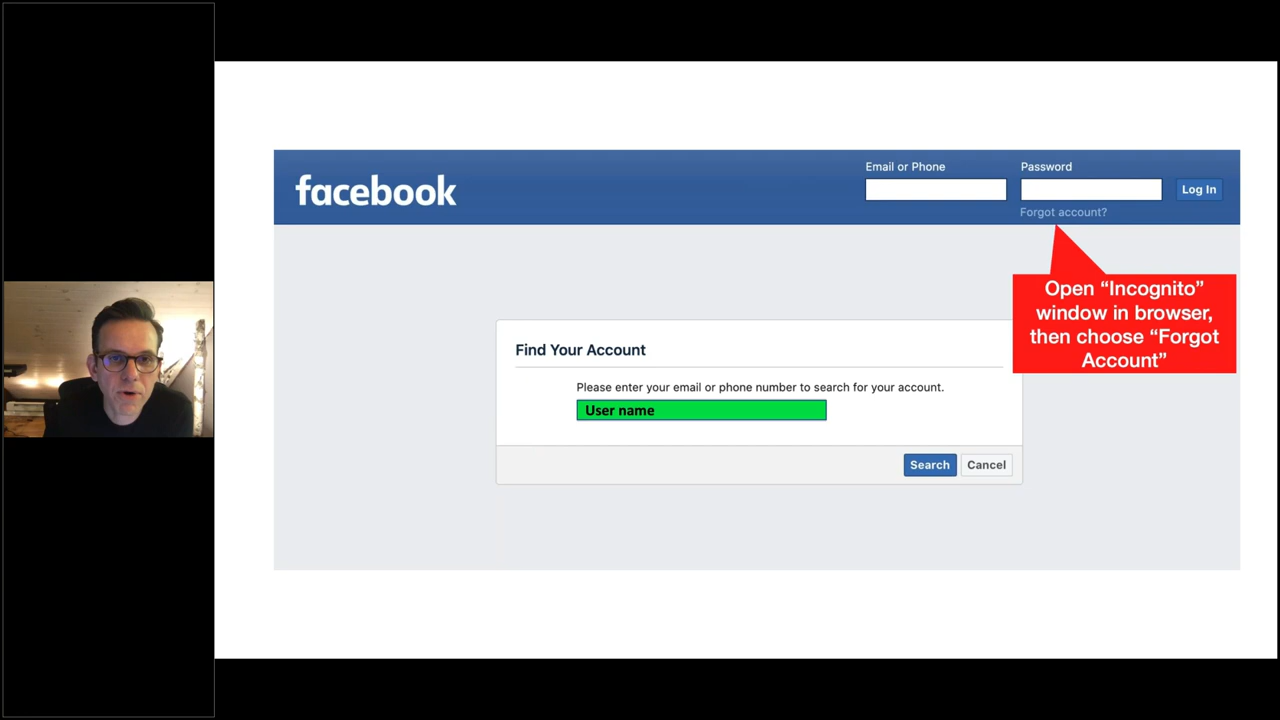 facebook
Email or Phone
Password
Log In
Forgot account?
Open “Incognito”
window in browser,
then choose “Forgot
Account”
Find Your Account
Please enter your email or phone number to search for your account.
User name
Search
Cancel